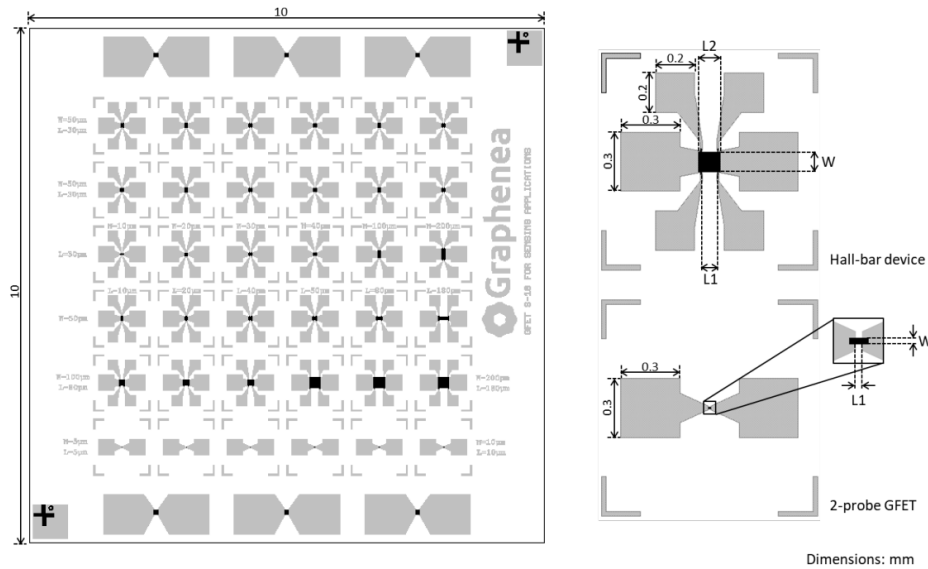 10
10
W=50µm
L=30µm
W=50µm
L=30µm
W=10µm W=20µm W=30µm W=40µm W=100µm W=200µm
L=50µm
L=10µm L=20µm L=40µm L=50µm L=80µm L=180µm
W=50µm
W=100µm
L=80µm
W=200µm
L=180µm
W=5µm
L=5µm
W=10µm
L=10µm
Graphenea
GFET S-10 FOR SENSING APPLICATIONS
L2
0.2
0.2
0.3
0.3
W
L1
Hall-bar device
0.3
0.3
W
L1
2-probe GFET
Dimensions: mm